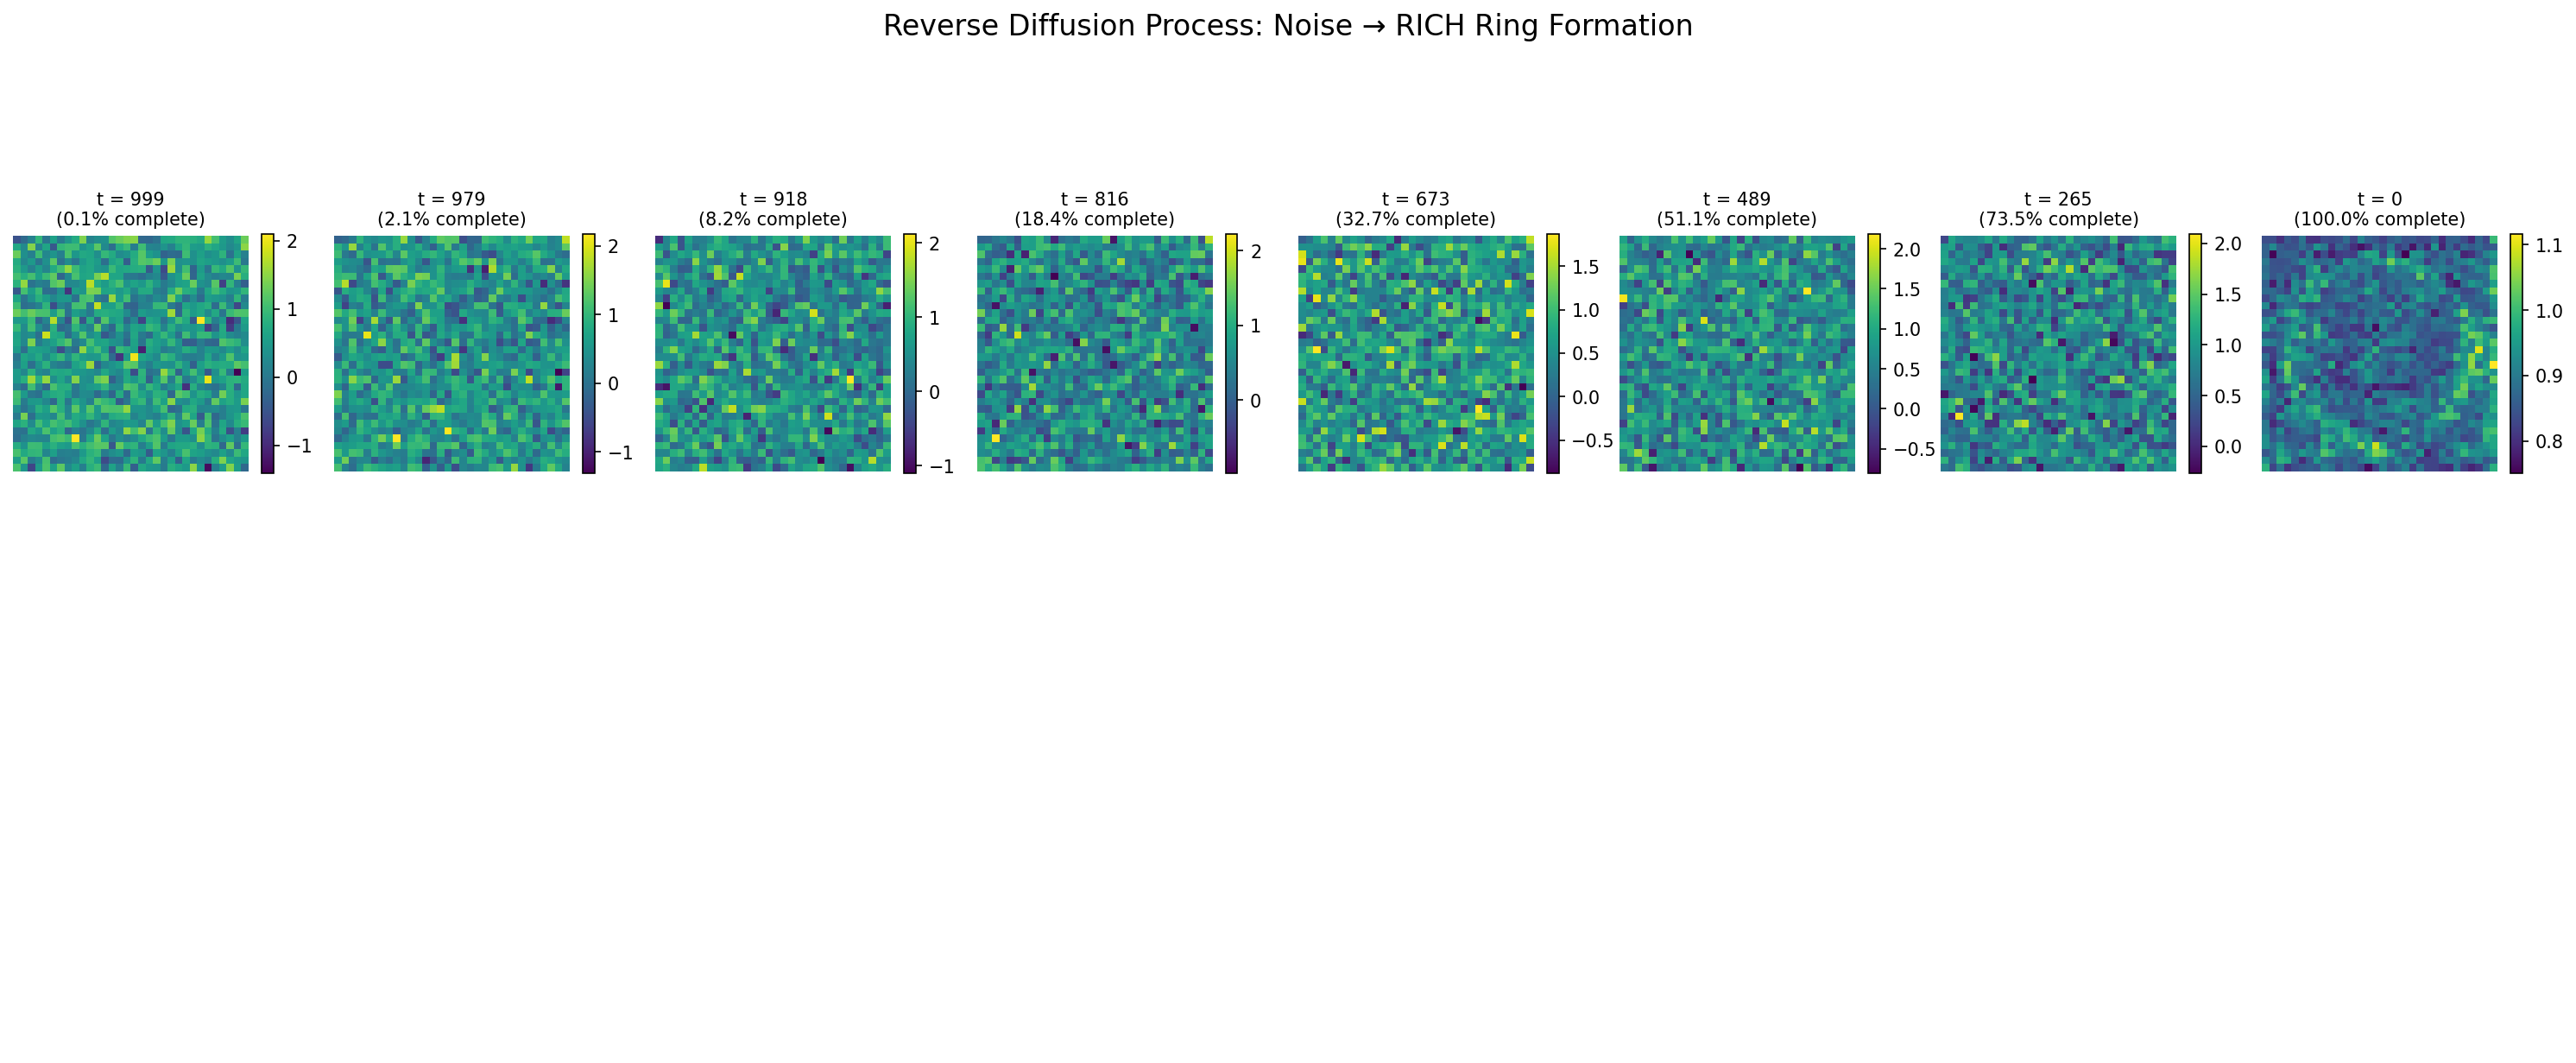 Reverse Diffusion Process: Noise → RICH Ring Formation
t = 999
(0.1% complete)
2
1
0
−1
t = 979
(2.1% complete)
2
1
0
−1
t = 918
(8.2% complete)
2
1
0
−1
t = 816
(18.4% complete)
2
1
0
t = 673
(32.7% complete)
1.5
1.0
0.5
0.0
−0.5
t = 489
(51.1% complete)
2.0
1.5
1.0
0.5
0.0
−0.5
t = 265
(73.5% complete)
2.0
1.5
1.0
0.5
0.0
t = 0
(100.0% complete)
1.1
1.0
0.9
0.8